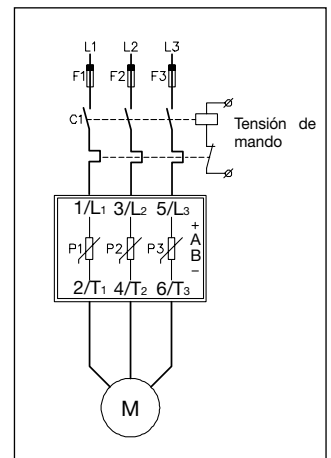 L1 L2 L3
F1 F2 F3
C1
Tensión de
mando
1/L1 3/L2 5/L3
P1 P2 P3
+
A
B
−
2/T1 4/T2 6/T3
M